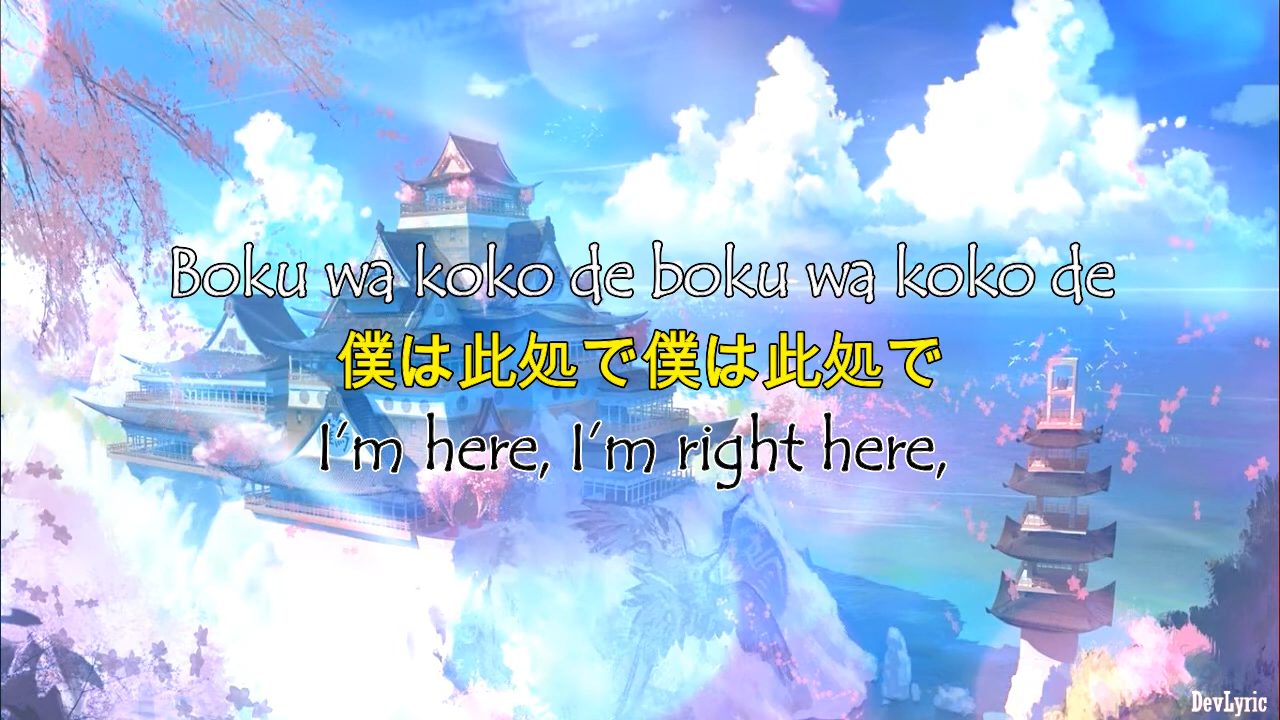 Boku wa koko de boku wa koko de
僕は此処で僕は此処で
I'm here, I'm right here,
DevLyric